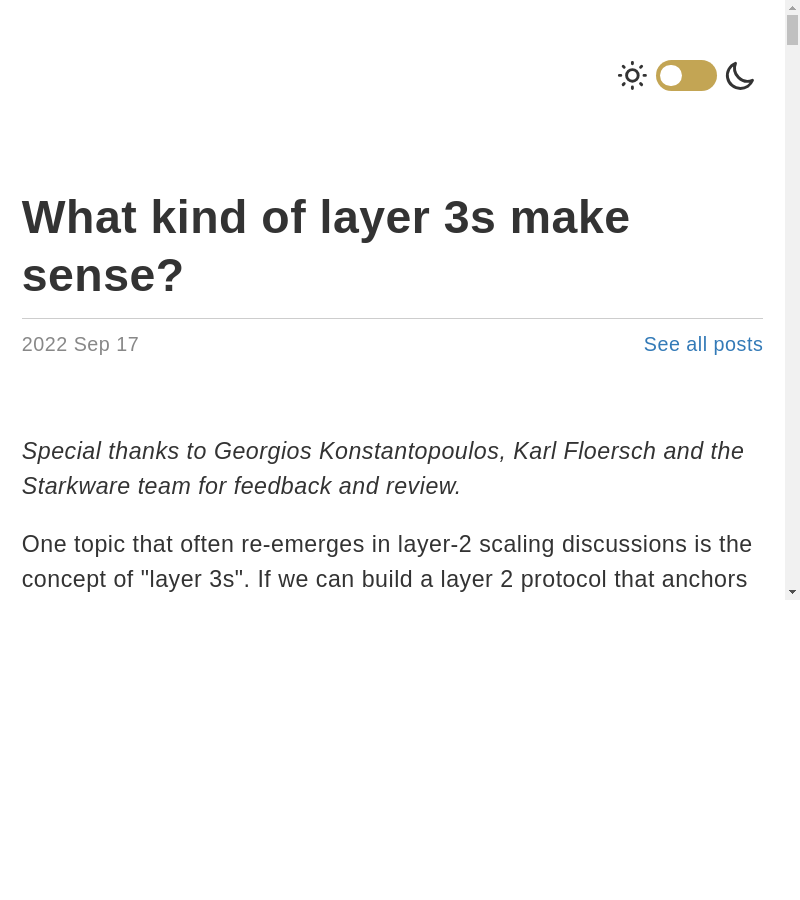 What kind of layer 3s make
sense?
2022 Sep 17
See all posts
Special thanks to Georgios Konstantopoulos, Karl Floersch and the
Starkware team for feedback and review.
One topic that often re-emerges in layer-2 scaling discussions is the
concept of "layer 3s". If we can build a layer 2 protocol that anchors